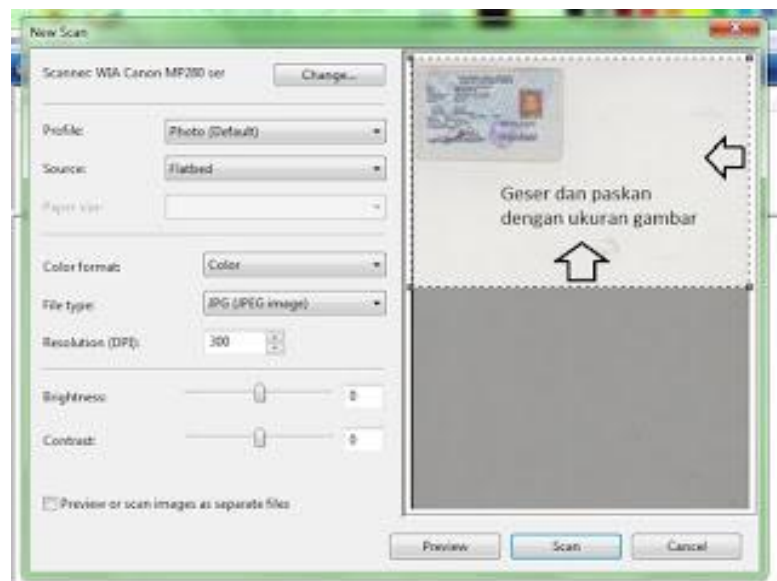 New Scan
Scanner: WIA Canon MP280 ser
Change...
Profile:
Photo (Default)
Source:
Flatbed
Paper size:
Color format:
Color
File type:
JPG (JPEG image)
Resolution (DPI):
300
Brightness:
0
Contrast:
0
Preview or scan images as separate files
Geser dan paskan
dengan ukuran gambar
Preview
Scan
Cancel